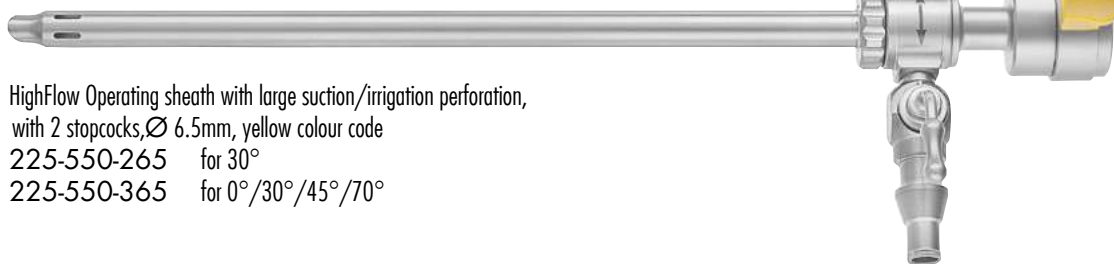 HighFlow Operating sheath with large suction/irrigation perforation,
with 2 stopcocks,Ø 6.5mm, yellow colour code
225-550-265 for 30°
225-550-365 for 0°/30°/45°/70°